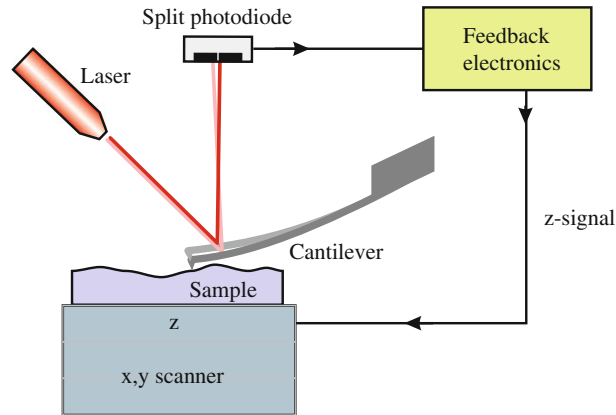 Split photodiode
Feedback
electronics
Laser
z-signal
Cantilever
Sample
z
x,y scanner